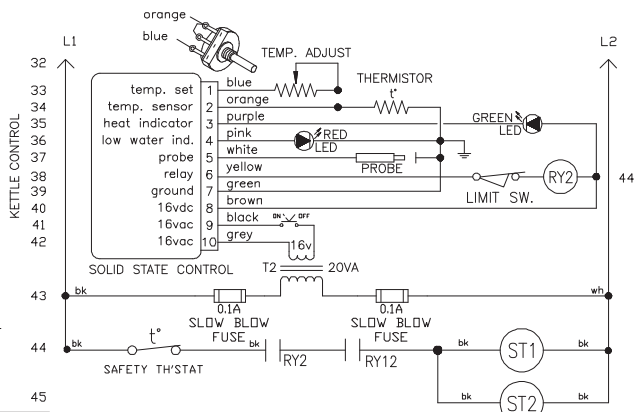 orange
blue
L1
L2
TEMP. ADJUST
32
THERMISTOR
t°
33 temp. set 1 blue
34 temp. sensor 2 orange
35 heat indicator 3 purple GREEN LED
36 low water ind. 4 pink RED LED
37 probe 5 white PROBE
38 relay 6 yellow LIMIT SW. RY2 44
39 ground 7 green
40 16vdc 8 brown
41 16vac 9 black ON OFF
42 16vac 10 grey 16v
KETTLE CONTROL
SOLID STATE CONTROL
T2 20VA
43 bk wh
0.1A 0.1A
SLOW BLOW FUSE SLOW BLOW FUSE
44 bk t° bk bk ST1 bk
SAFETY TH'STAT RY2 RY12
45 bk ST2 bk